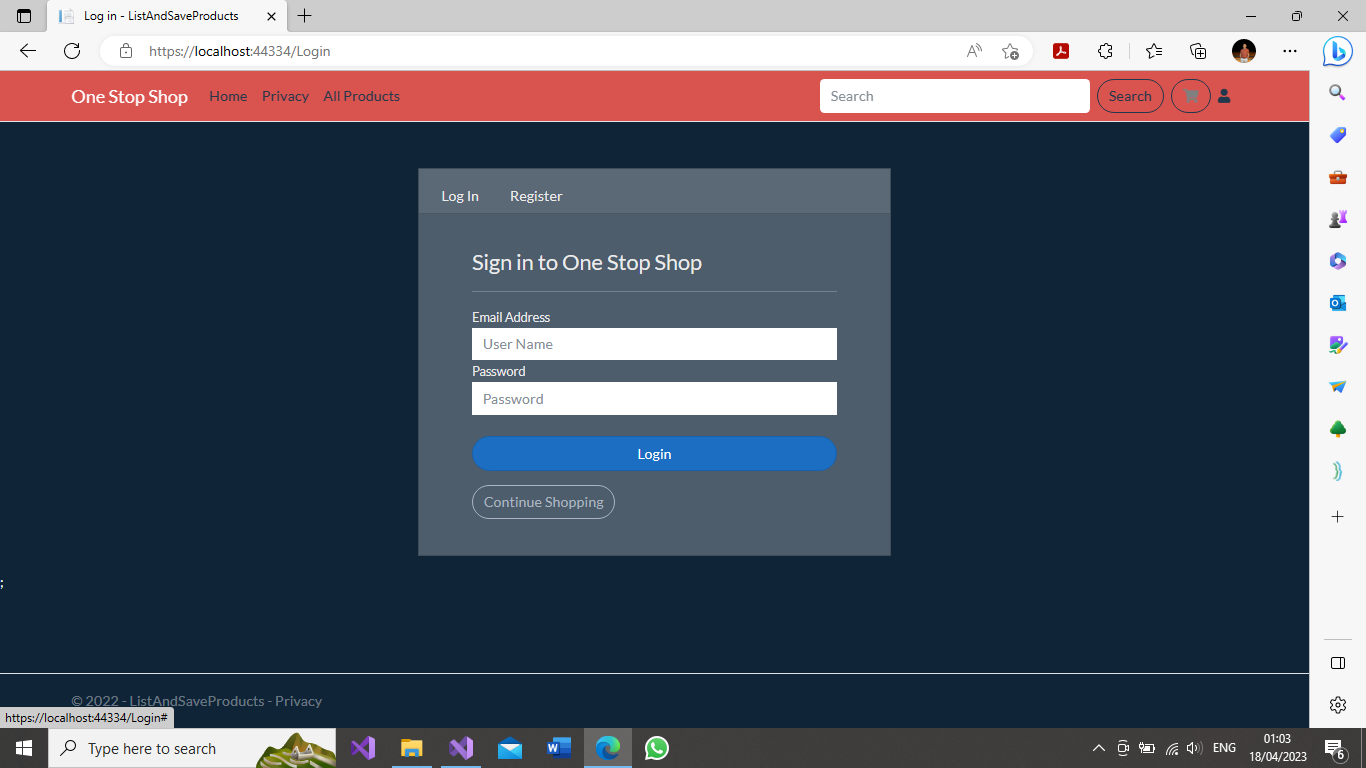 Log in - ListAndSaveProducts
https://localhost:44334/Login
One Stop Shop Home Privacy All Products Search Search
Log In Register
Sign in to One Stop Shop
Email Address
User Name
Password
Password
Login
Continue Shopping
;
© 2022 - ListAndSaveProducts - Privacy
https://localhost:44334/Login#
Type here to search ENG 01:03
18/04/2023
6